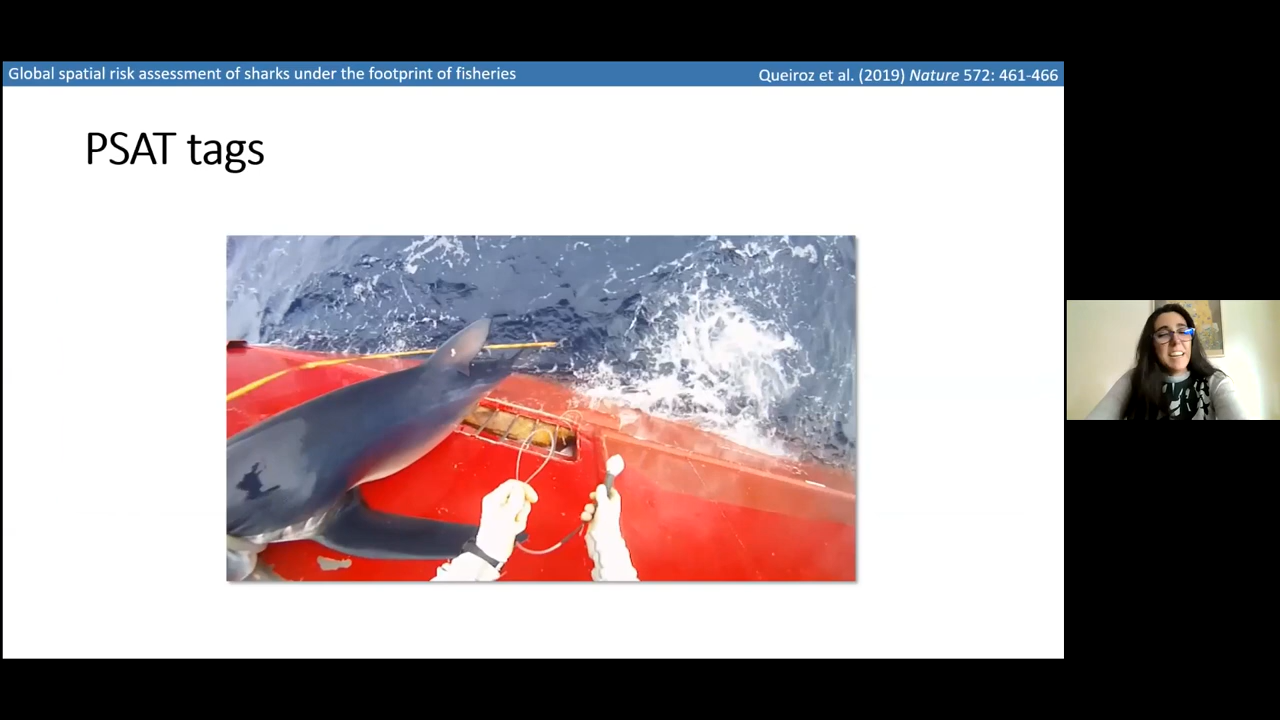 Global spatial risk assessment of sharks under the footprint of fisheries
Queiroz et al. (2019) Nature 572: 461-466
PSAT tags